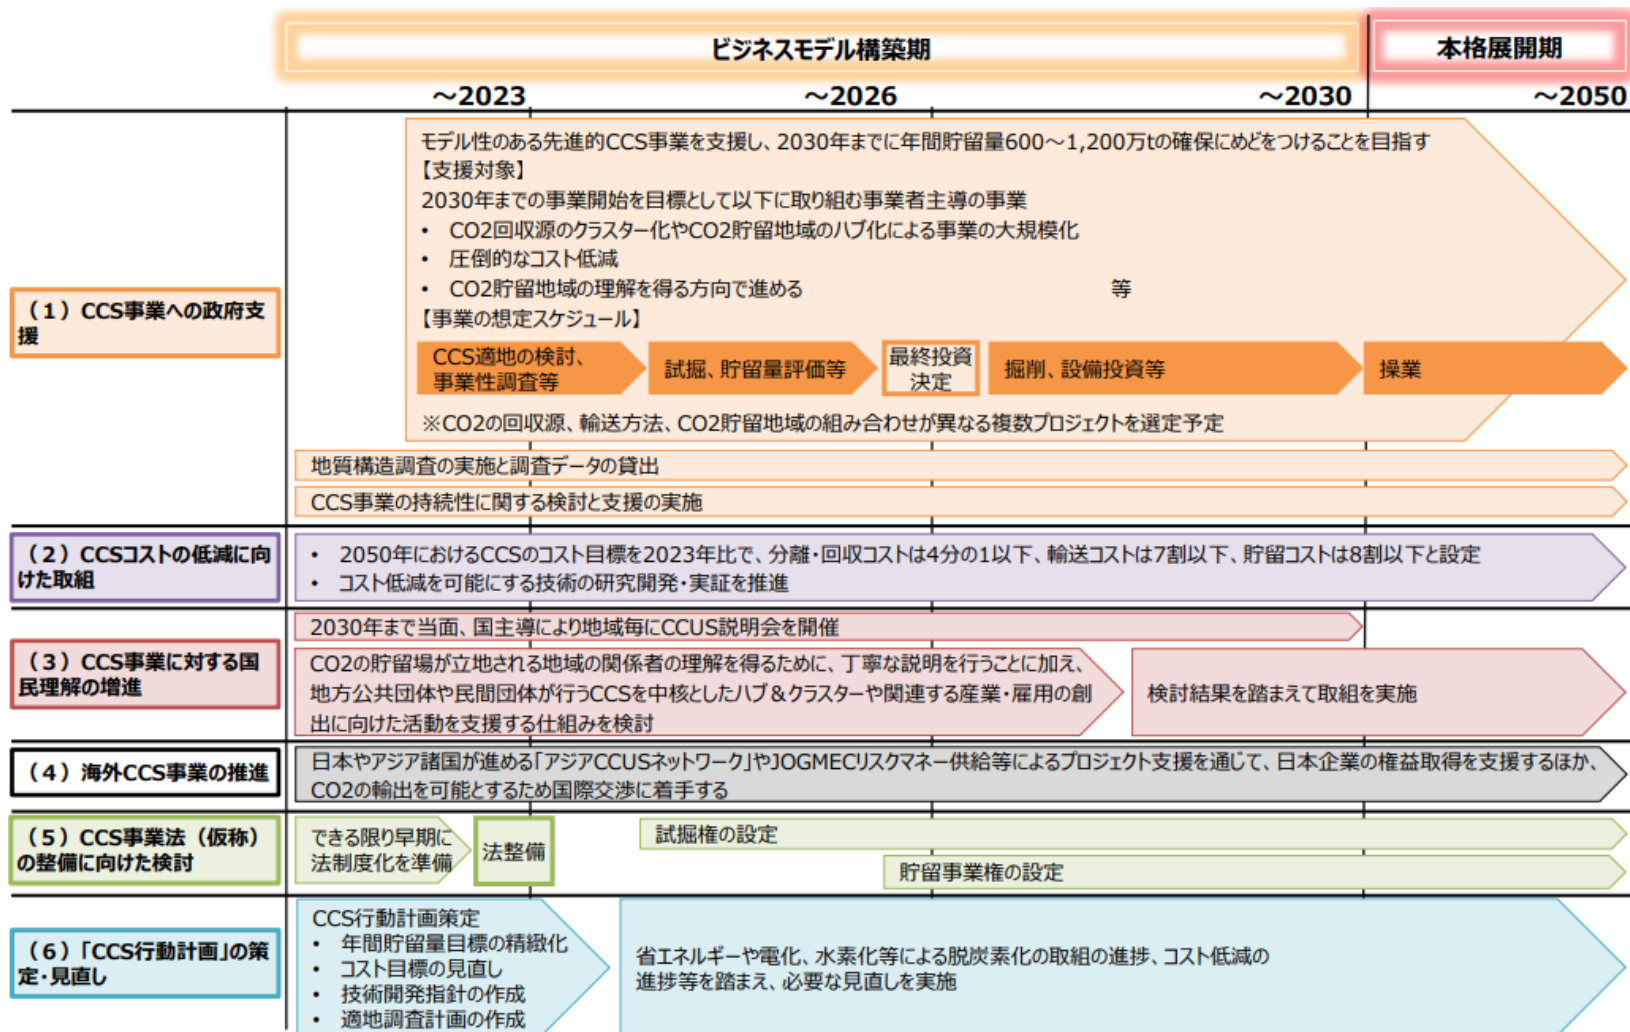 ビジネスモデル構築期
本格展開期
～2023
～2026
～2030
～2050
（１）CCS事業への政府支
援
モデル性のある先進的CCS事業を支援し、2030年までに年間貯留量600～1,200万tの確保にめどをつけることを目指す
【支援対象】
2030年までの事業開始を目標として以下に取り組む事業者主導の事業
• CO2回収源のクラスター化やCO2貯留地域のハブ化による事業の大規模化
• 圧倒的なコスト低減
• CO2貯留地域の理解を得る方向で進める 等
【事業の想定スケジュール】
CCS適地の検討、
事業性調査等
試掘、貯留量評価等
最終投資
決定
掘削、設備投資等
操業
※CO2の回収源、輸送方法、CO2貯留地域の組み合わせが異なる複数プロジェクトを選定予定
地質構造調査の実施と調査データの貸出
CCS事業の持続性に関する検討と支援の実施
（２）CCSコストの低減に向
けた取組
• 2050年におけるCCSのコスト目標を2023年比で、分離・回収コストは4分の1以下、輸送コストは7割以下、貯留コストは8割以下と設定
• コスト低減を可能にする技術の研究開発・実証を推進
（３）CCS事業に対する国
民理解の増進
2030年まで当面、国主導により地域毎にCCUS説明会を開催
CO2の貯留場が立地される地域の関係者の理解を得るために、丁寧な説明を行うことに加え、
地方公共団体や民間団体が行うCCSを中核としたハブ＆クラスターや関連する産業・雇用の創
出に向けた活動を支援する仕組みを検討
検討結果を踏まえて取組を実施
（４）海外CCS事業の推進
日本やアジア諸国が進める「アジアCCUSネットワーク」やJOGMECリスクマネー供給等によるプロジェクト支援を通じて、日本企業の権益取得を支援するほか、
CO2の輸出を可能とするため国際交渉に着手する
（５）CCS事業法（仮称）
の整備に向けた検討
できる限り早期に
法制度化を準備
法整備
試掘権の設定
貯留事業権の設定
（６）「CCS行動計画」の策
定・見直し
CCS行動計画策定
• 年間貯留量目標の精緻化
• コスト目標の見直し
• 技術開発指針の作成
• 適地調査計画の作成
省エネルギーや電化、水素化等による脱炭素化の取組の進捗、コスト低減の
進捗等を踏まえ、必要な見直しを実施